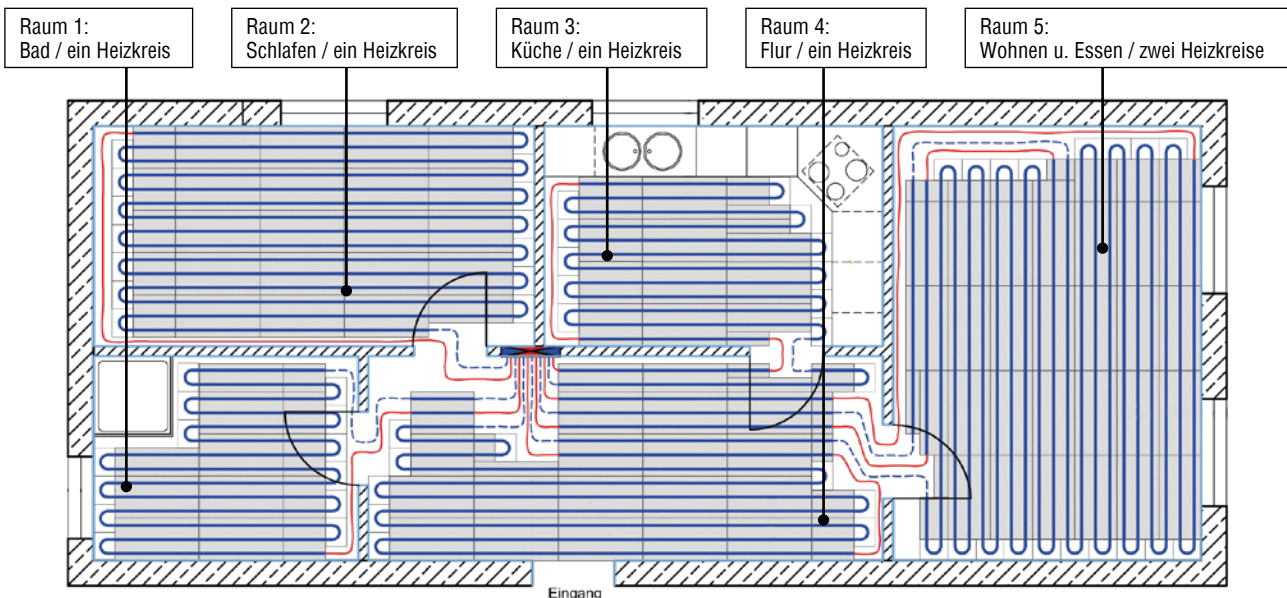 Raum 1:
Bad / ein Heizkreis
Raum 2:
Schlafen / ein Heizkreis
Raum 3:
Küche / ein Heizkreis
Raum 4:
Flur / ein Heizkreis
Raum 5:
Wohnen u. Essen / zwei Heizkreise
Eingang